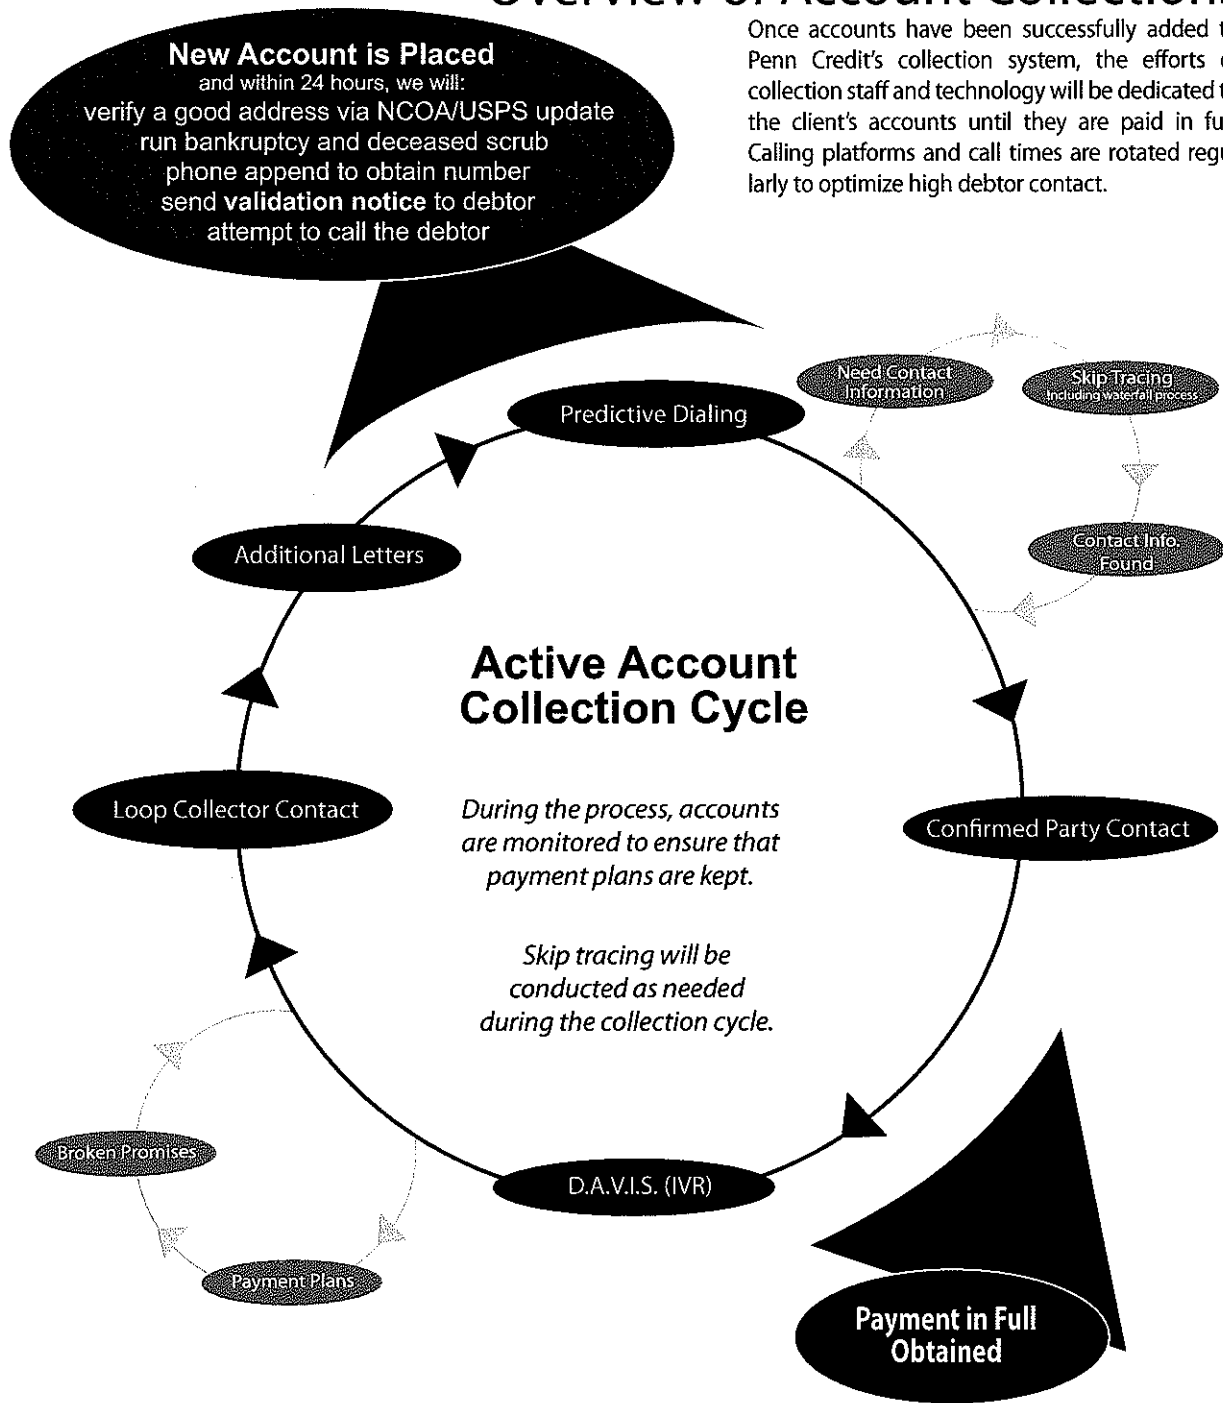 Overview of Account Collection
Once accounts have been successfully added
Penn Credit's collection system, the efforts
collection staff and technology will be dedicated
the client's accounts until they are paid in
Calling platforms and call times are rotated regu
larly to optimize high debtor contact.
New Account is Placed
and within 24 hours, we will:
verify a good address via NCOA/USPS update
run bankruptcy and deceased scrub
phone append to obtain number
send validation notice to debtor
attempt to call the debtor
Need Contact
Information
Skip Tracing
Including waterfall process
Predictive Dialing
Contact Info.
Found
Additional Letters
Active Account
Collection Cycle
Loop Collector Contact
During the process, accounts
are monitored to ensure that
payment plans are kept.
Confirmed Party Contact
Skip tracing will be
conducted as needed
during the collection cycle.
Broken Promises
D.A.V.I.S. (IVR)
Payment Plans
Payment in Full
Obtained